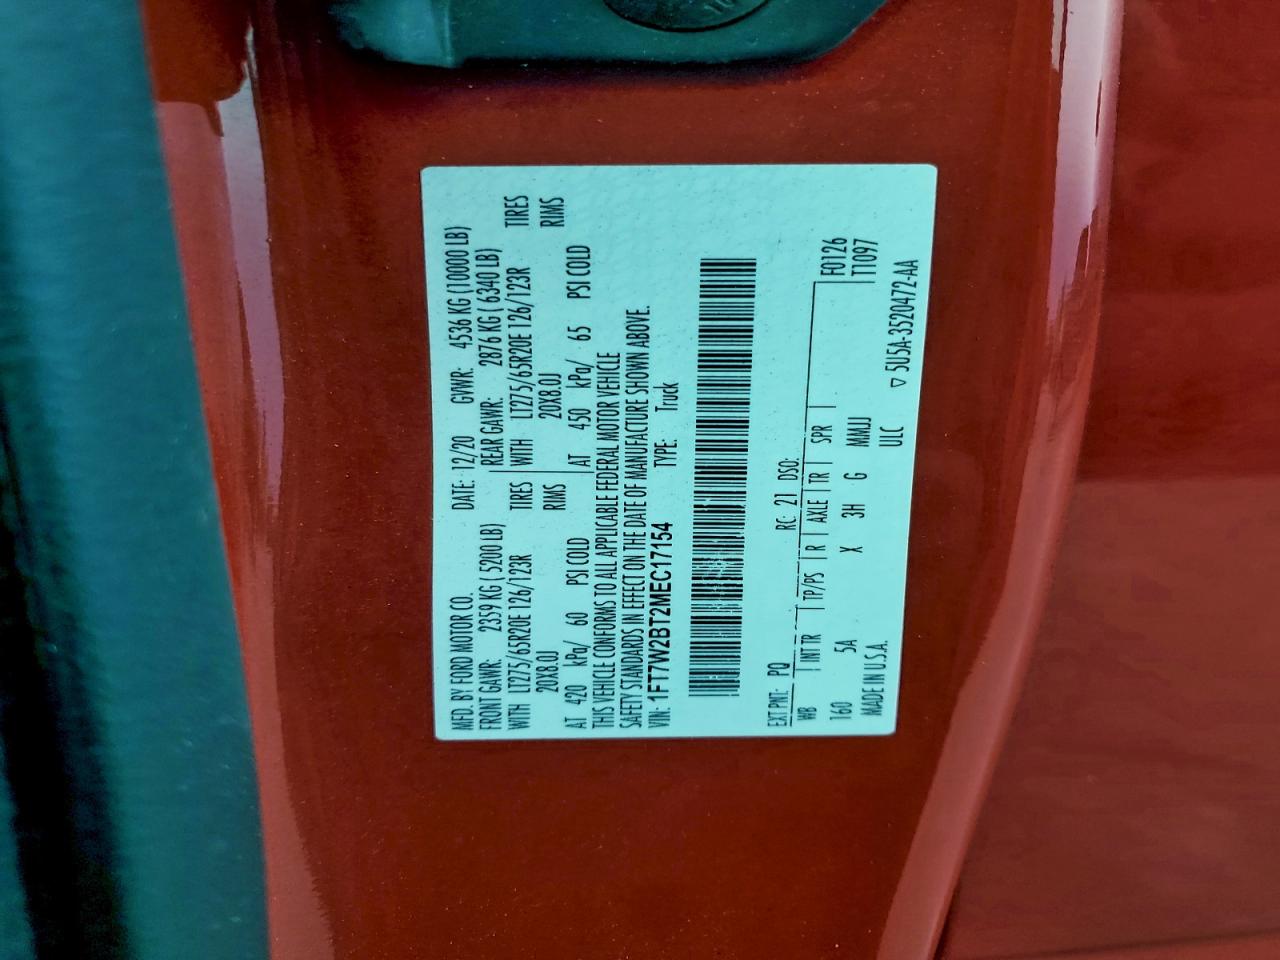 MFD. BY FORD MOTOR CO. DATE: 12/20 GVWR: 4536 KG (10000 LB)
FRONT GAWR: 2359 KG ( 5200 LB) REAR GAWR: 2876 KG ( 6340 LB)
WITH LT275/65R20E 126/123R TIRES WITH LT275/65R20E 126/123R TIRES
20X8.0J RIMS 20X8.0J RIMS
AT 420 kPa/ 60 PSI COLD AT 450 kPa/ 65 PSI COLD
THIS VEHICLE CONFORMS TO ALL APPLICABLE FEDERAL MOTOR VEHICLE
SAFETY STANDARDS IN EFFECT ON THE DATE OF MANUFACTURE SHOWN ABOVE.
VIN: 1FT7W2BT2MEC17154 TYPE: Truck
EXT PNT: PQ RC: 21 DSO: F0126
WB INT TR TP/PS R AXLE TR SPR TT097
160 5A X 3H G MMJJ
MADE IN U.S.A. ULC ▽ 5U5A-3520472-AA